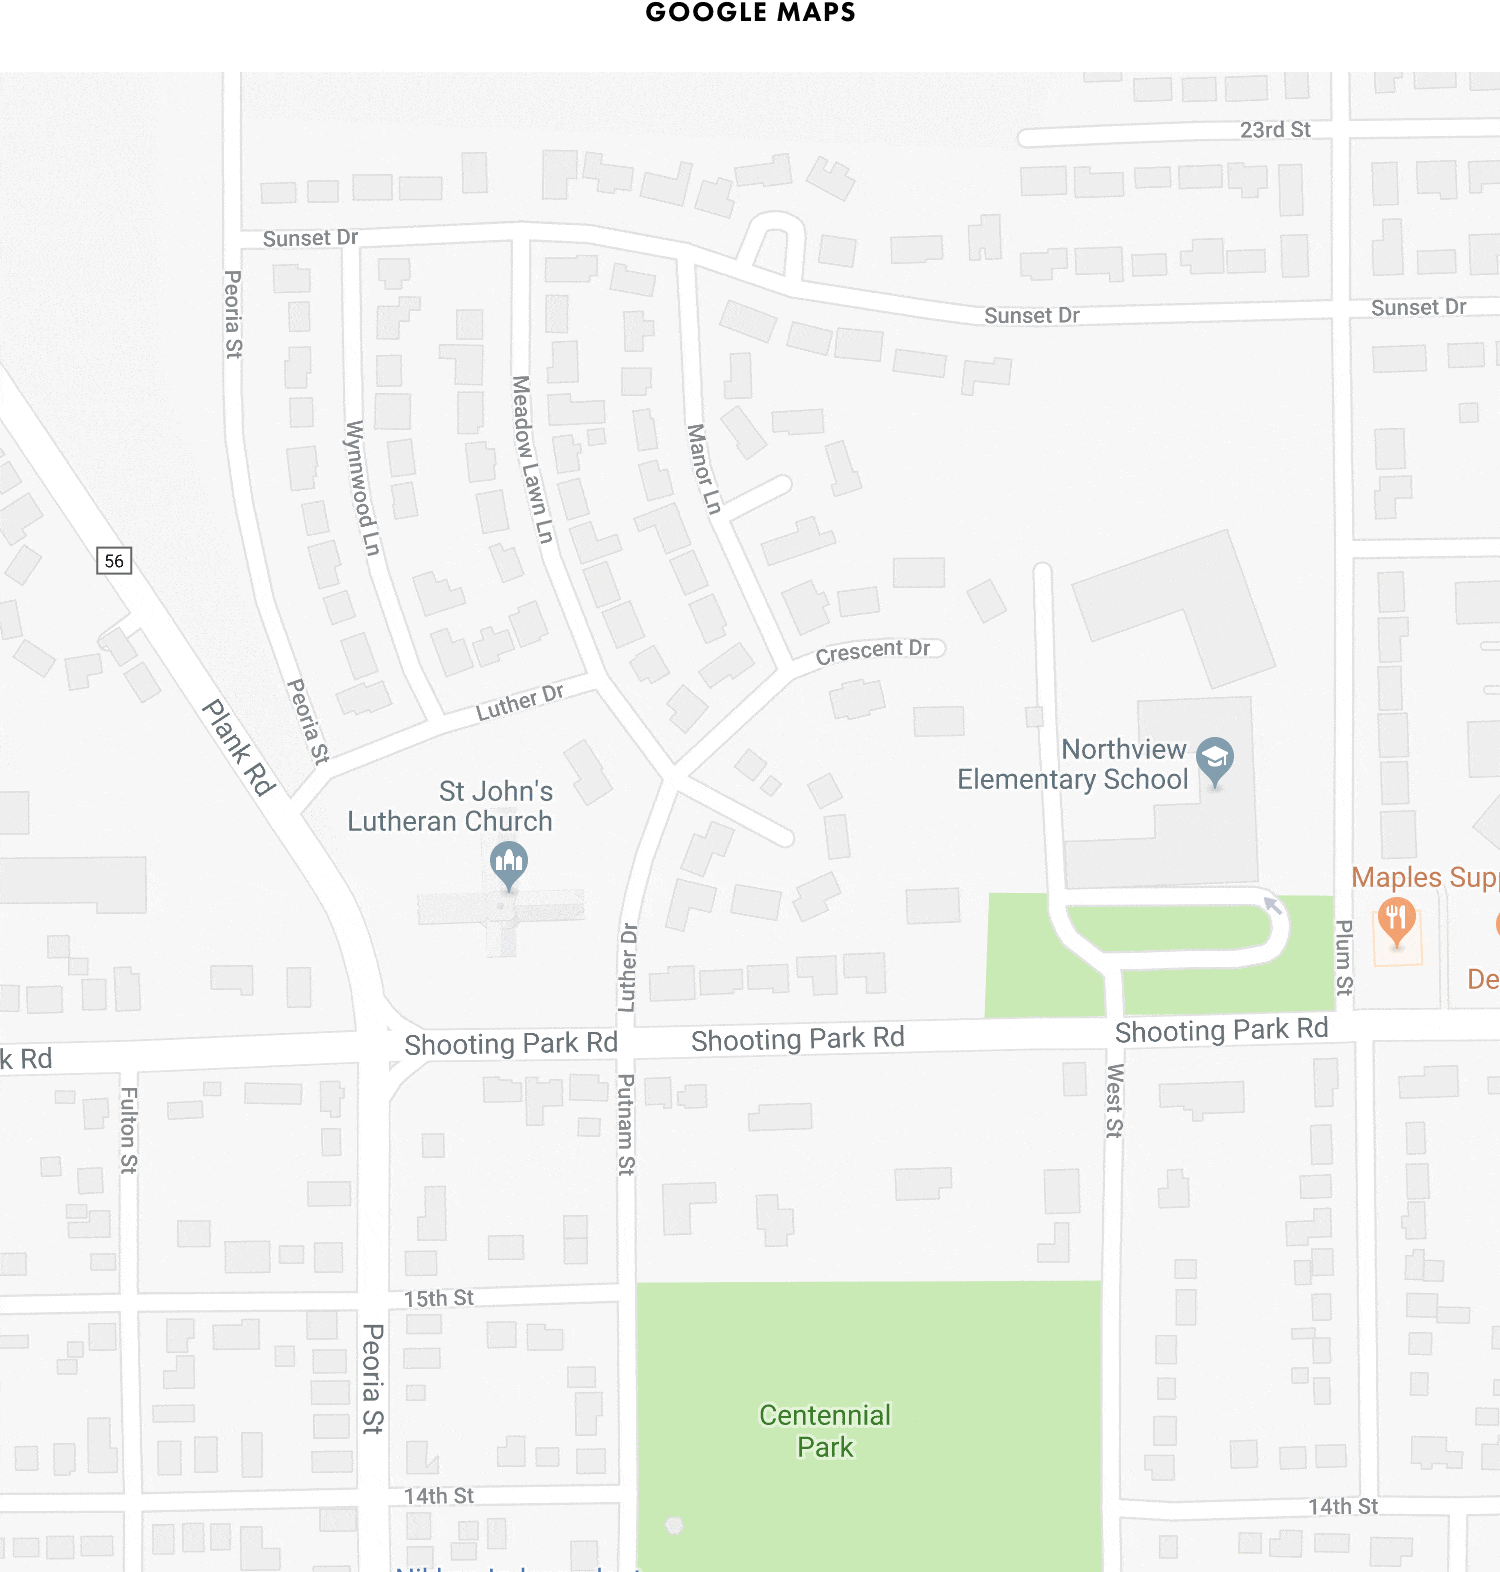 GOOGLE MAPS
23rd St
Sunset Dr
Peoria St
Sunset Dr
Sunset Dr
Wynnwood Ln
Meadow Lawn Ln
Manor Ln
56
Crescent Dr
Luther Dr
Peoria St
Plank Rd
Northview
Elementary School
St John's
Lutheran Church
Maples Supp
Luther Dr
Plum St
De
Shooting Park Rd
Shooting Park Rd
Shooting Park Rd
k Rd
Fulton St
Putnam St
West St
15th St
Peoria St
Centennial
Park
14th St
14th St